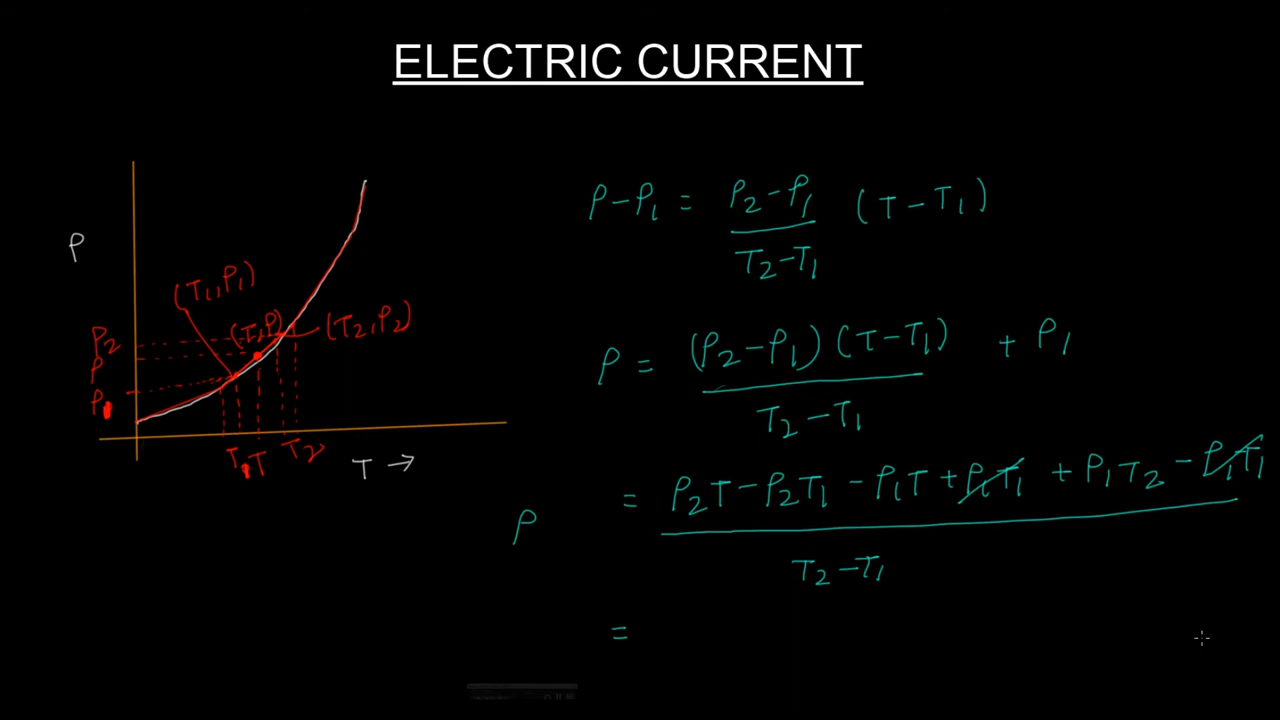 ELECTRIC CURRENT
ρ
(T₁,ρ₁)
(T,ρ)
(T₂,ρ₂)
ρ₂
ρ
ρ₁
T₁ T T₂
T →
ρ-ρ₁ = ρ₂-ρ₁ (T-T₁)
T₂-T₁
ρ = (ρ₂-ρ₁)(T-T₁) + ρ₁
T₂-T₁
ρ = ρ₂T-ρ₂T₁-ρ₁T+ρ₁T₁+ρ₁T₂-ρ₁T₁
T₂-T₁
=